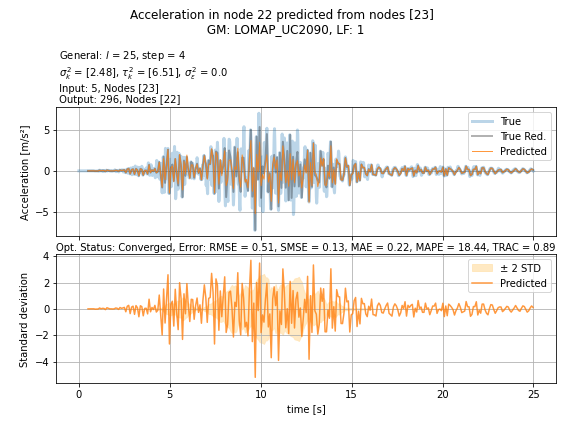 Acceleration in node 22 predicted from nodes [23]
GM: LOMAP_UC2090, LF: 1
General: l = 25, step = 4
σ_k² = [2.48], τ_k² = [6.51], σ_ε² = 0.0
Input: 5, Nodes [23]
Output: 296, Nodes [22]
True
True Red.
Predicted
Acceleration [m/s²]
5
0
−5
Opt. Status: Converged, Error: RMSE = 0.51, SMSE = 0.13, MAE = 0.22, MAPE = 18.44, TRAC = 0.89
± 2 STD
Predicted
Standard deviation
4
2
0
−2
−4
0 5 10 15 20 25
time [s]